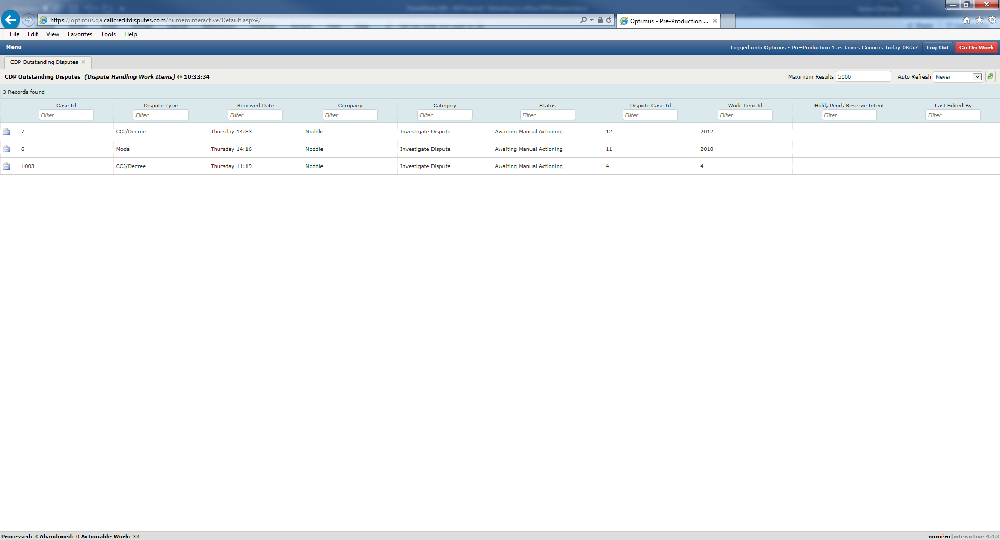 https://optimus.qa.callcreditdisputes.com/numerointeractive/Default.aspx#/
Optimus - Pre-Production ...
File Edit View Favorites Tools Help
Menu
Logged onto Optimus - Pre-Production 1 as James Connors Today 08:57 Log Out Go On Work
CDP Outstanding Disputes
CDP Outstanding Disputes (Dispute Handling Work Items) @ 10:33:34
Maximum Results 5000 Auto Refresh Never
3 Records found
Case Id Dispute Type Received Date Company Category Status Dispute Case Id Work Item Id Hold, Pend, Reserve Intent Last Edited By
Filter... Filter... Filter... Filter... Filter... Filter... Filter... Filter... Filter... Filter...
7 CCJ/Decree Thursday 14:33 Noddle Investigate Dispute Awaiting Manual Actioning 12 2012
6 Moda Thursday 14:16 Noddle Investigate Dispute Awaiting Manual Actioning 11 2010
1003 CCJ/Decree Thursday 11:19 Noddle Investigate Dispute Awaiting Manual Actioning 4 4
Processed: 3 Abandoned: 0 Actionable Work: 33
numéro|interactive 4.4.3